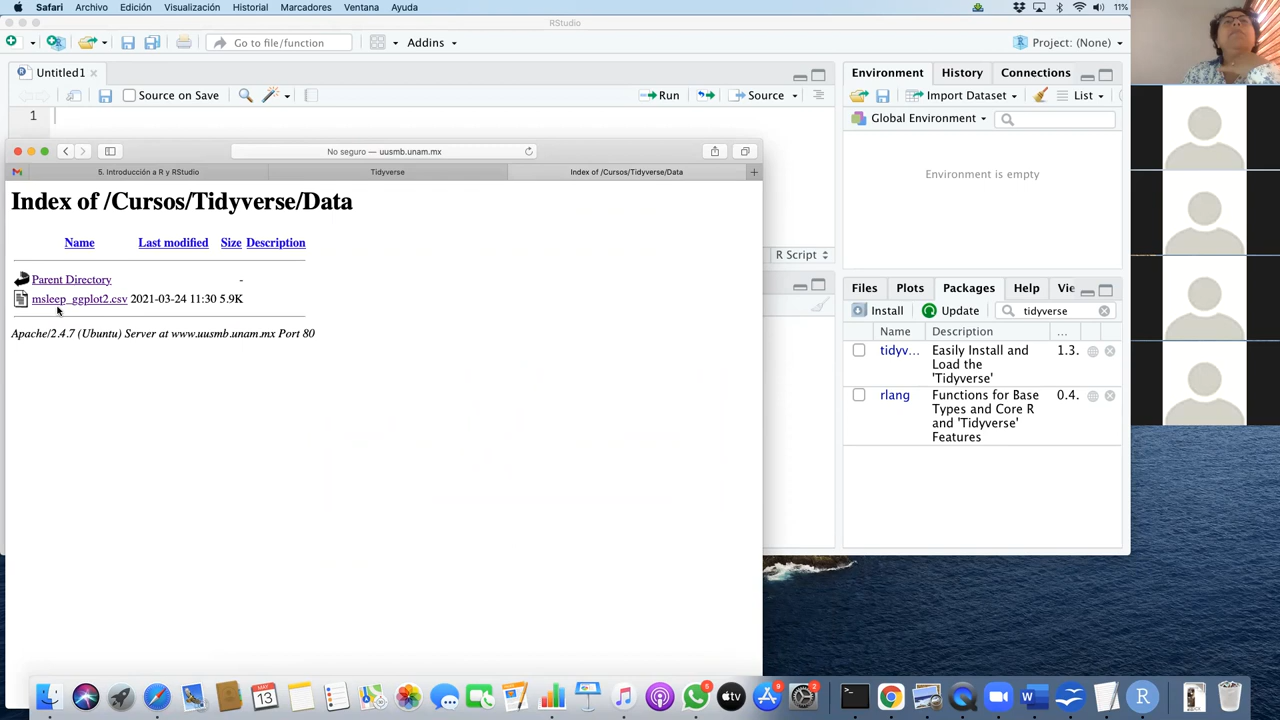 Safari Archivo Edición Visualización Historial Marcadores Ventana Ayuda 11%
RStudio
Go to file/function Addins Project: (None)
Untitled1
Source on Save Run Source
1
R Script
Environment History Connections
Import Dataset List
Global Environment
Environment is empty
Files Plots Packages Help Vie
Install Update tidyverse
Name Description ...
tidyv... Easily Install and Load the 'Tidyverse' 1.3.
rlang Functions for Base Types and Core R and 'Tidyverse' Features 0.4.
No seguro — uusmb.unam.mx
5. Introducción a R y RStudio Tidyverse Index of /Cursos/Tidyverse/Data
Index of /Cursos/Tidyverse/Data
Name Last modified Size Description
Parent Directory -
msleep_ggplot2.csv 2021-03-24 11:30 5.9K
Apache/2.4.7 (Ubuntu) Server at www.uusmb.unam.mx Port 80
13
tv